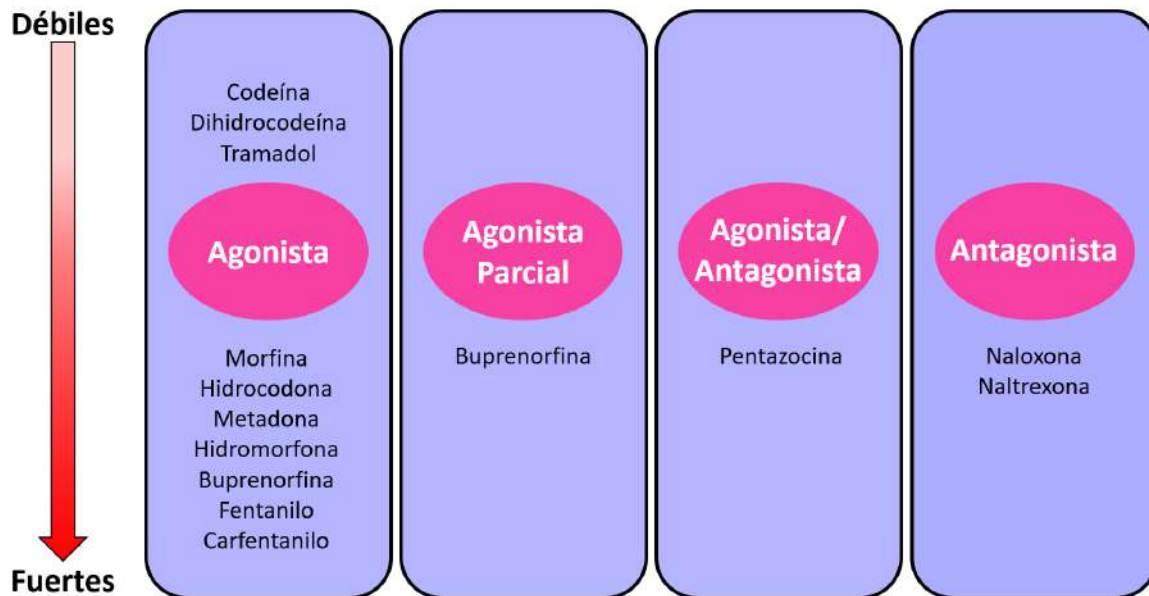 Débiles
Codeína
Dihidrocodeína
Tramadol
Agonista
Morfina
Hidrocodona
Metadona
Hidromorfona
Buprenorfina
Fentanilo
Carfentanilo
Agonista
Parcial
Buprenorfina
Agonista/
Antagonista
Pentazocina
Antagonista
Naloxona
Naltrexona
Fuertes